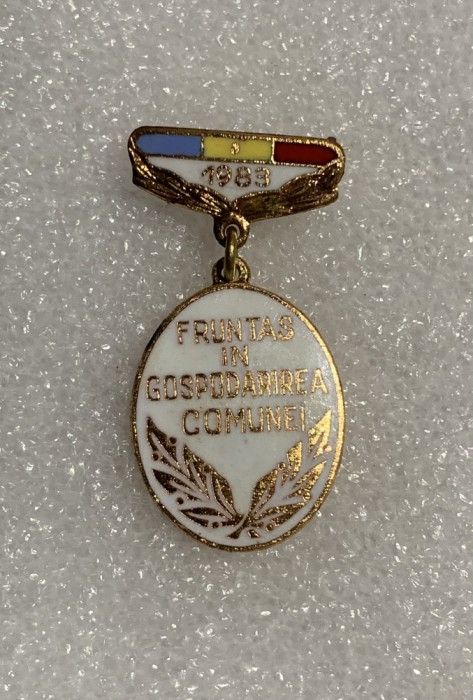 1983
FRUNTAS
IN
GOSPODARIREA
COMUNEI